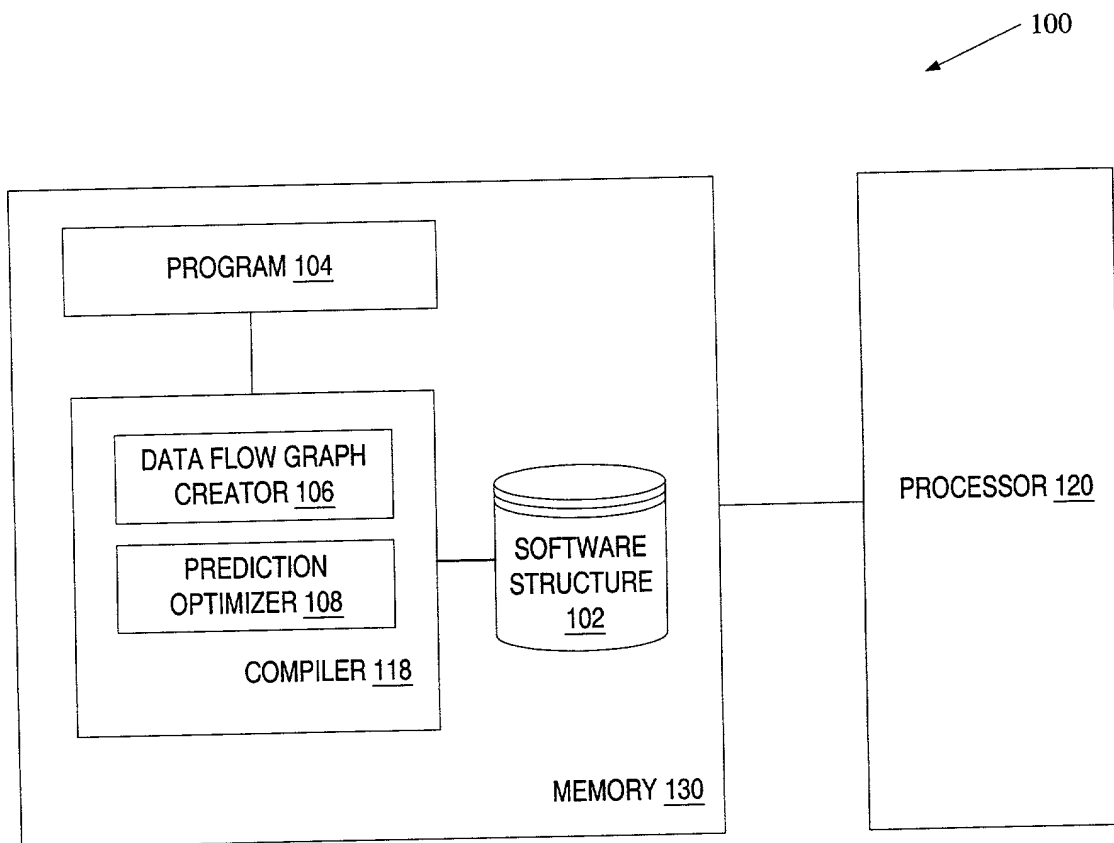 100
PROGRAM 104
DATA FLOW GRAPH
CREATOR 106
PREDICTION
OPTIMIZER 108
COMPILER 118
SOFTWARE
STRUCTURE
102
MEMORY 130
PROCESSOR 120